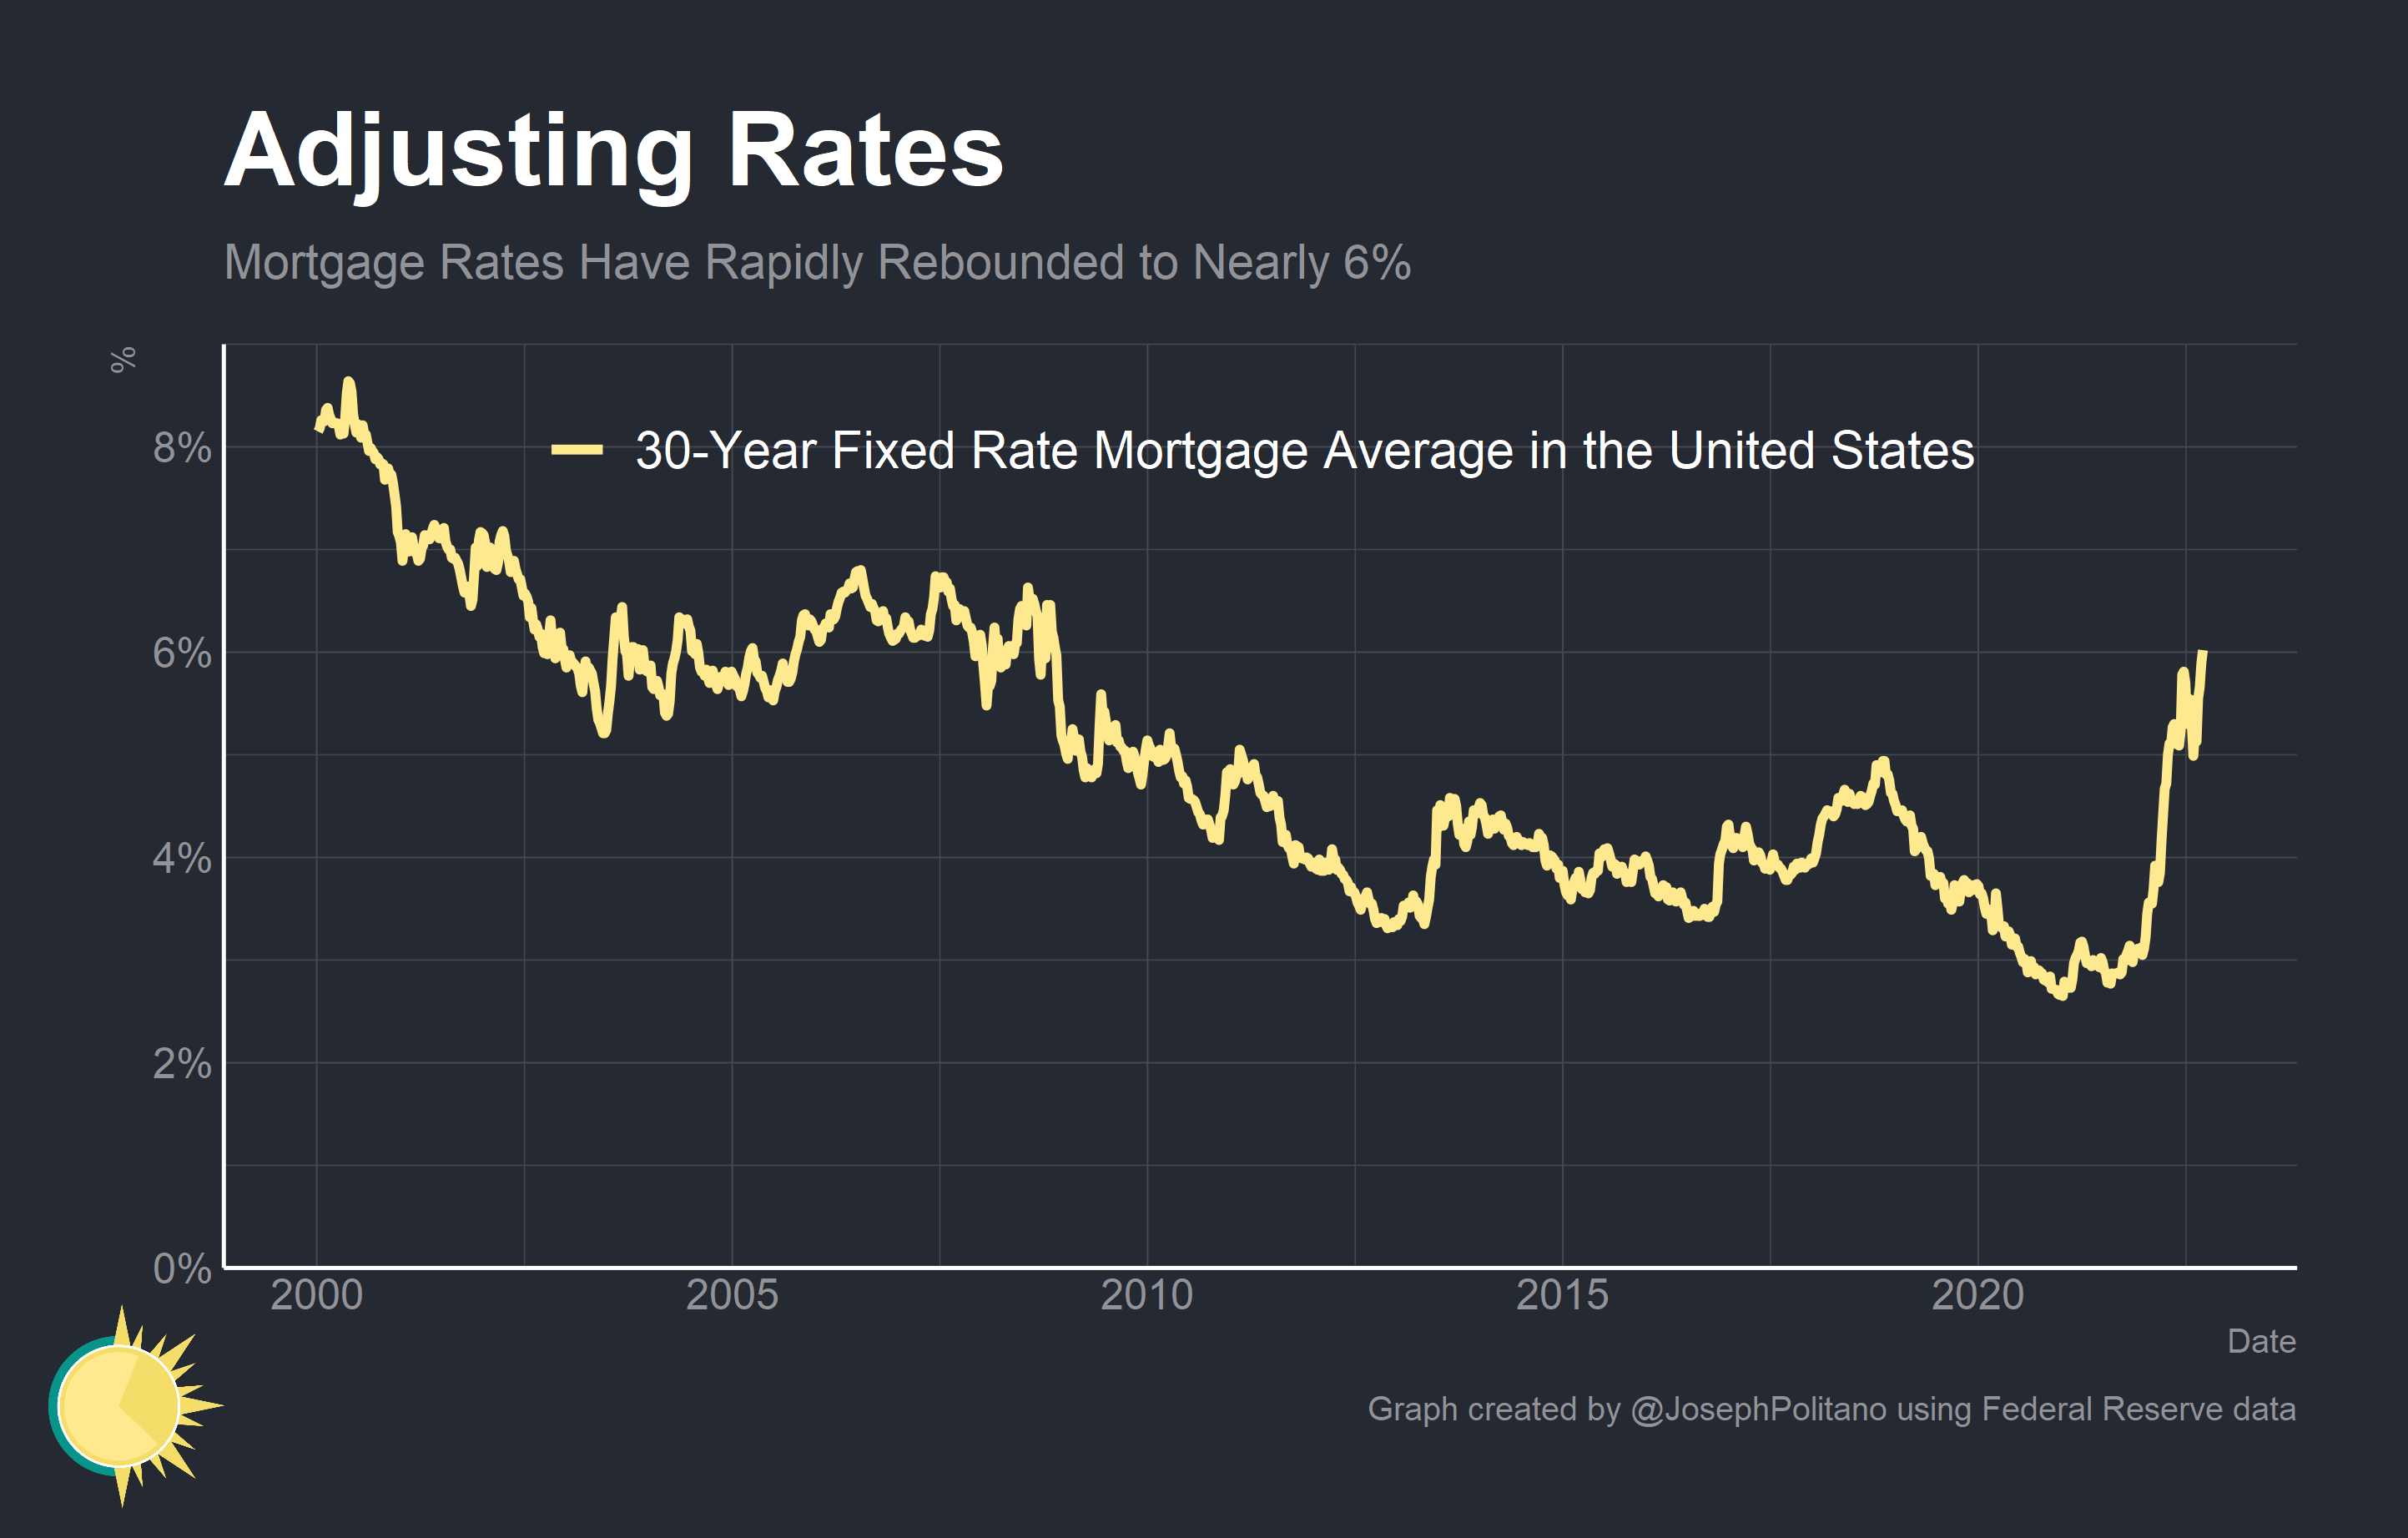 Adjusting Rates
Mortgage Rates Have Rapidly Rebounded to Nearly 6%
%
30-Year Fixed Rate Mortgage Average in the United States
8%
6%
4%
2%
0%
2000 2005 2010 2015 2020
Date
Graph created by @JosephPolitano using Federal Reserve data